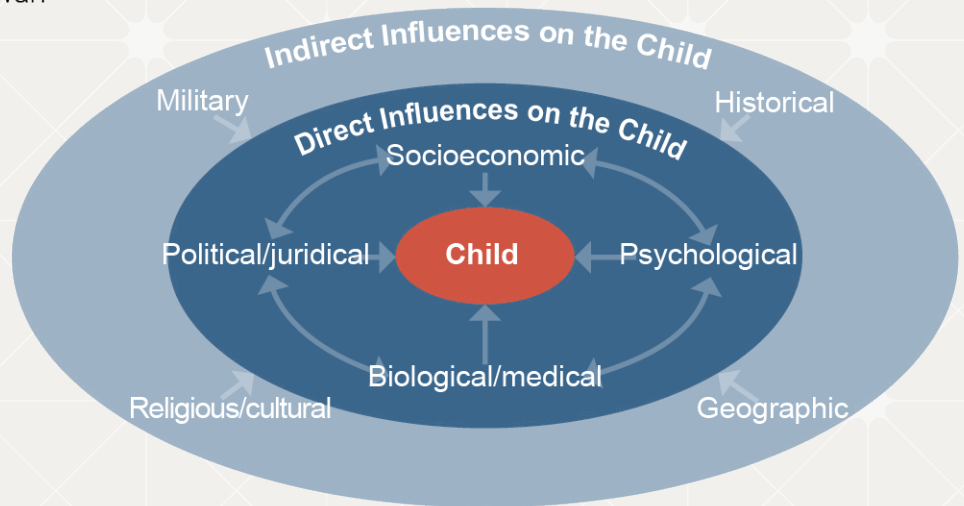 Indirect Influences on the Child
Military
Historical
Direct Influences on the Child
Socioeconomic
Political/juridical
Child
Psychological
Biological/medical
Religious/cultural
Geographic